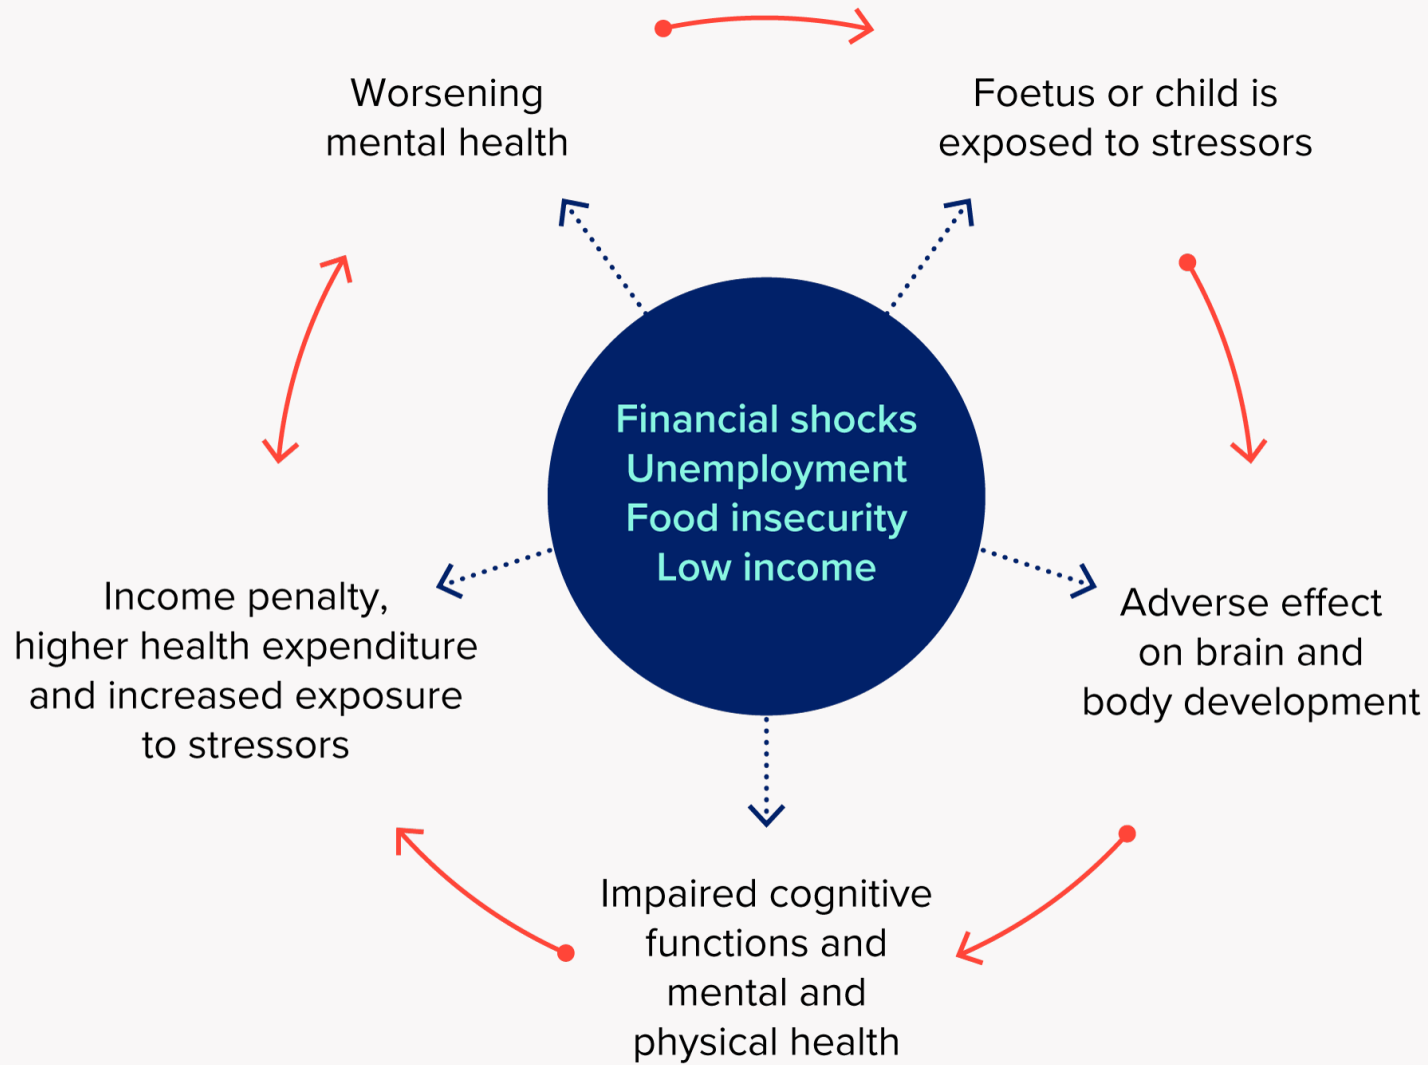 Worsening
mental health
Foetus or child is
exposed to stressors
Financial shocks
Unemployment
Food insecurity
Low income
Income penalty,
higher health expenditure
and increased exposure
to stressors
Adverse effect
on brain and
body development
Impaired cognitive
functions and
mental and
physical health